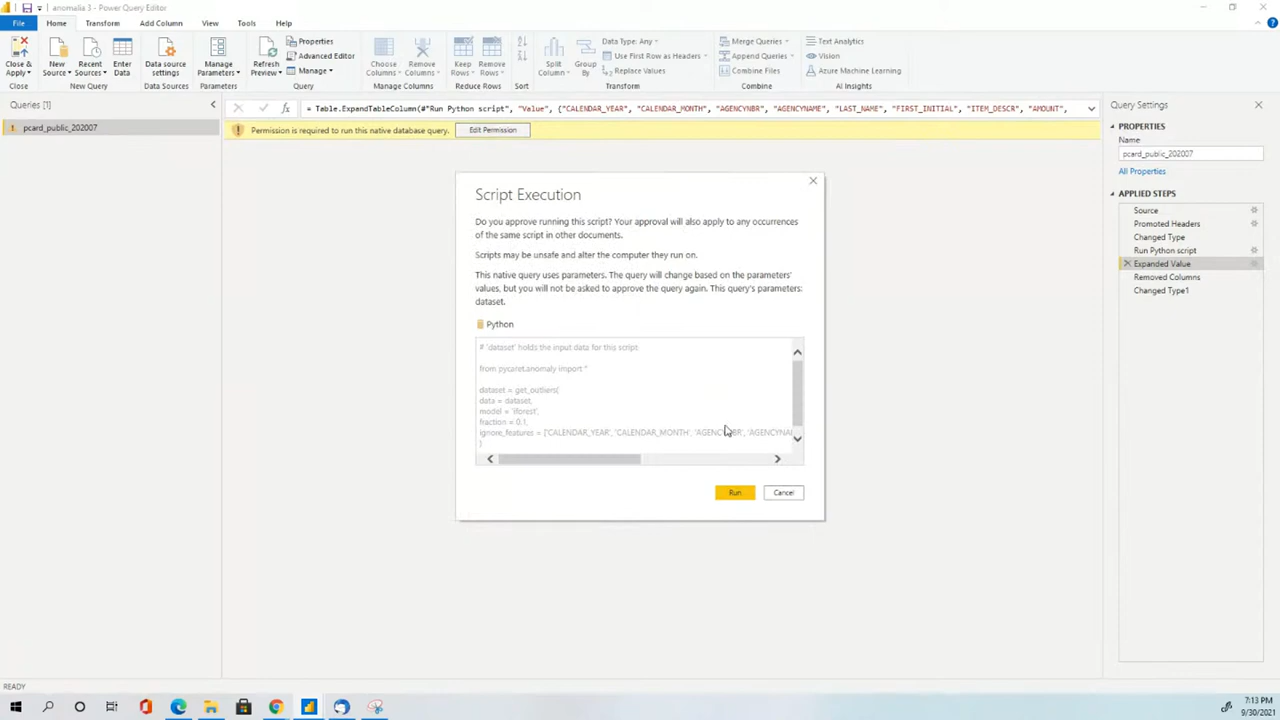 anomalia 3 - Power Query Editor
File Home Transform Add Column View Tools Help
Close & Apply
Close
New Source
Recent Sources
Enter Data
New Query
Data source settings
Data Sources
Manage Parameters
Parameters
Refresh Preview
Properties
Advanced Editor
Manage
Query
Choose Columns
Remove Columns
Manage Columns
Keep Rows
Remove Rows
Reduce Rows
Sort
Split Column
Group By
Data Type: Any
Use First Row as Headers
Replace Values
Transform
Merge Queries
Append Queries
Combine Files
Combine
Text Analytics
Vision
Azure Machine Learning
AI Insights
Queries [1]
pcard_public_202007
= Table.ExpandTableColumn(#"Run Python script", "Value", {"CALENDAR_YEAR", "CALENDAR_MONTH", "AGENCYNBR", "AGENCYNAME", "LAST_NAME", "FIRST_INITIAL", "ITEM_DESCR", "AMOUNT",
Permission is required to run this native database query.
Edit Permission
Script Execution
Do you approve running this script? Your approval will also apply to any occurrences
of the same script in other documents.
Scripts may be unsafe and alter the computer they run on.
This native query uses parameters. The query will change based on the parameters'
values, but you will not be asked to approve the query again. This query's parameters:
dataset.
Python
# 'dataset' holds the input data for this script
from pycaret.anomaly import *
dataset = get_outliers(
data = dataset,
model = 'iforest',
fraction = 0.1,
ignore_features = ['CALENDAR_YEAR', 'CALENDAR_MONTH', 
)
Run
Cancel
Query Settings
PROPERTIES
Name
pcard_public_202007
All Properties
APPLIED STEPS
Source
Promoted Headers
Changed Type
Run Python script
Expanded Value
Removed Columns
Changed Type1
READY
7:13 PM
9/30/2021